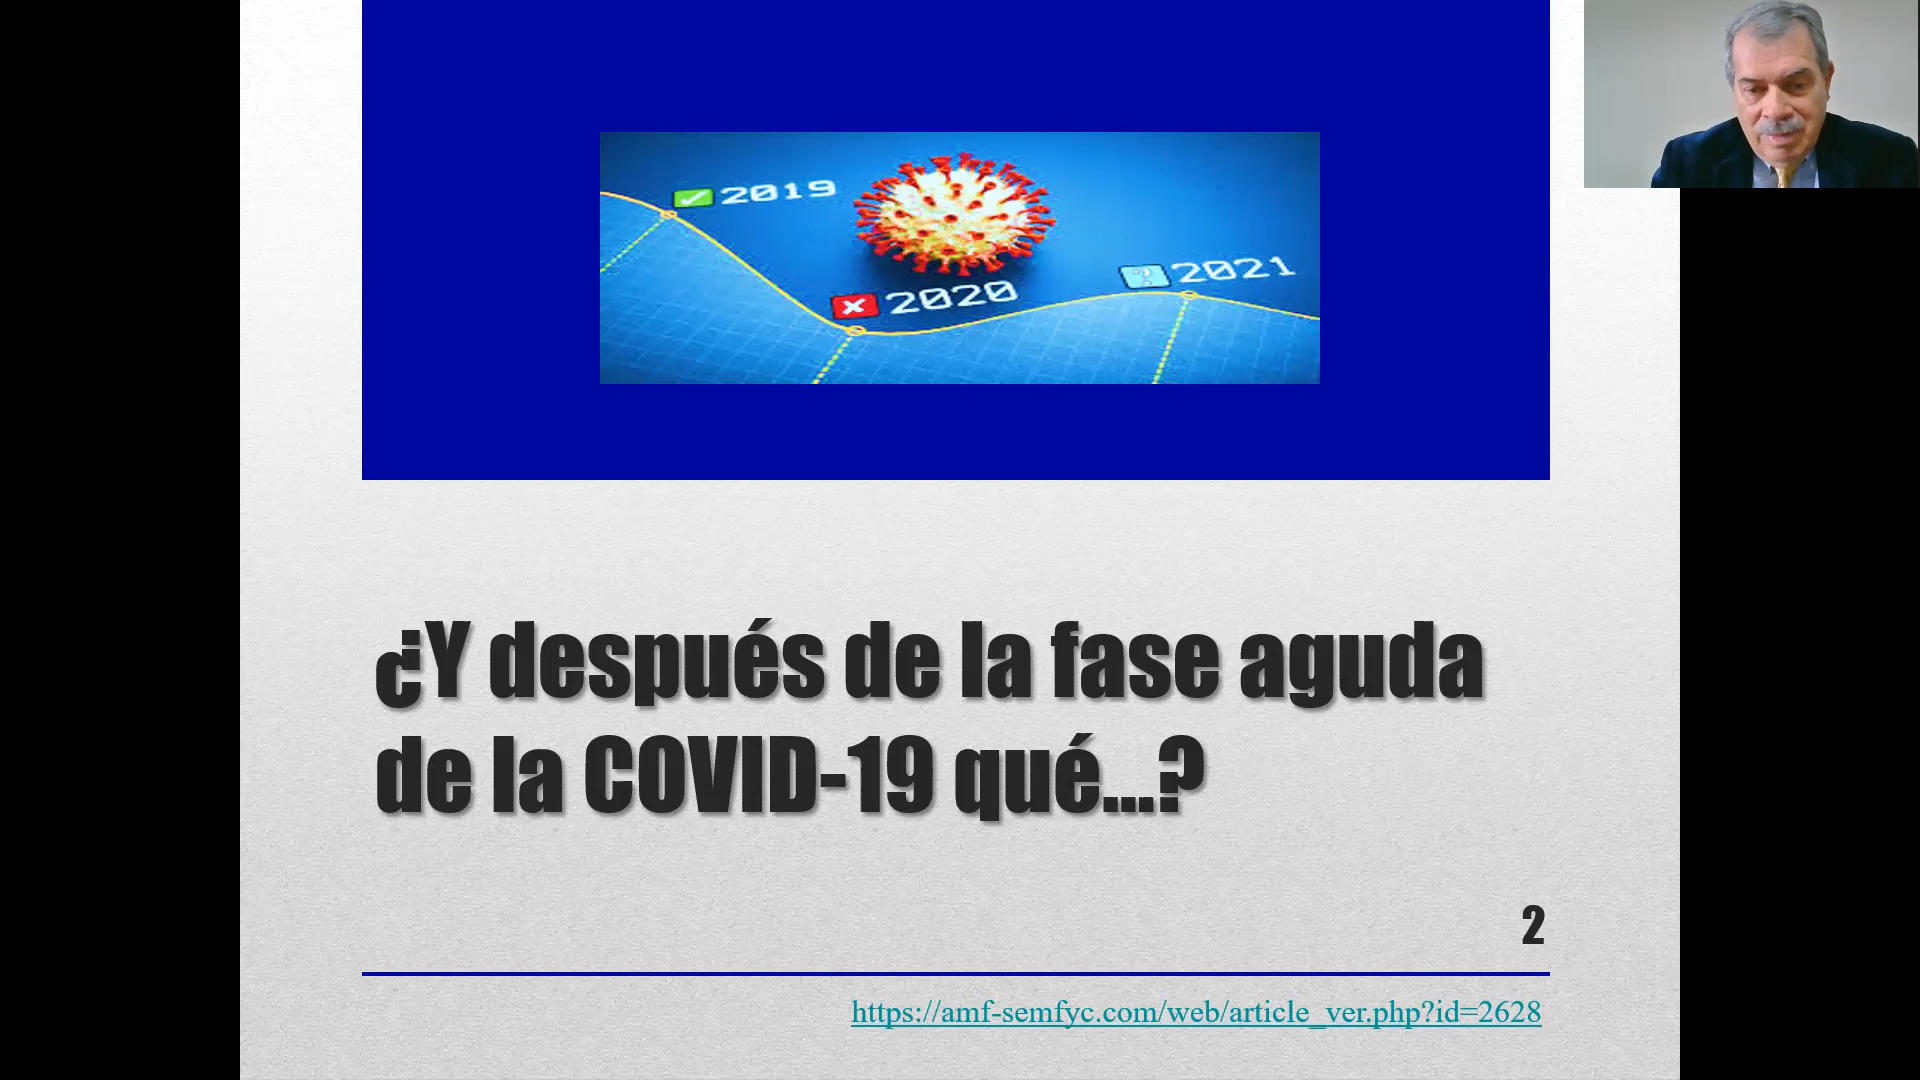 2019
2020
2021
¿Y después de la fase aguda
de la COVID-19 qué...?
2
https://amf-semfyc.com/web/article_ver.php?id=2628